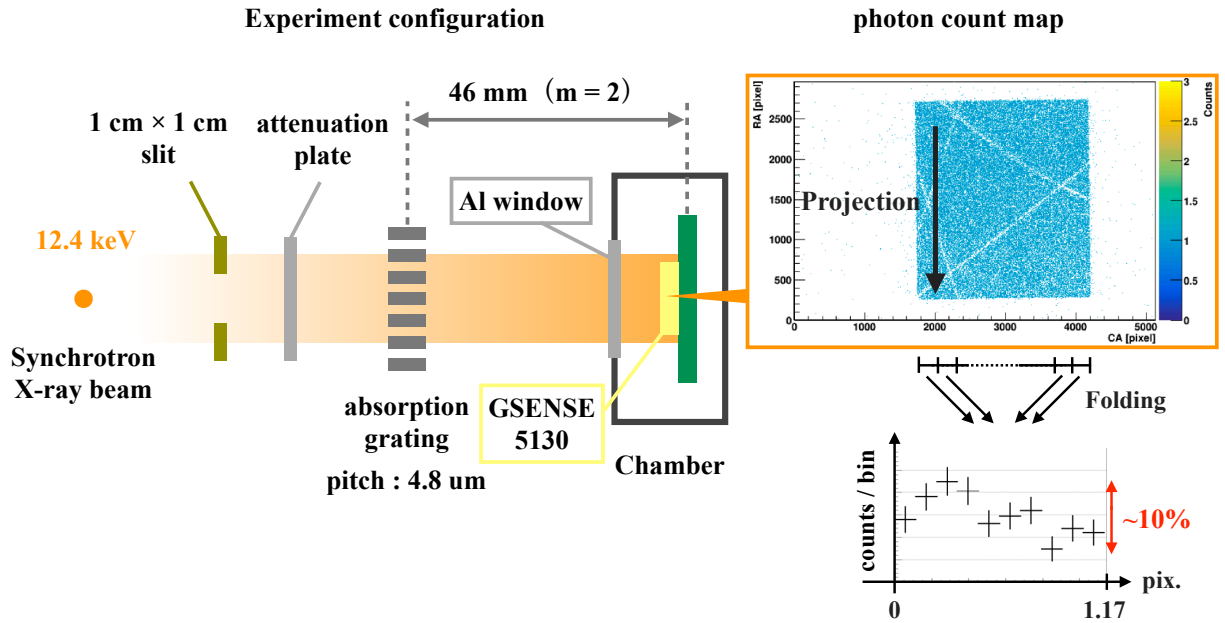 Experiment configuration
photon count map
46 mm（m = 2）
1 cm × 1 cm
slit
attenuation
plate
Al window
12.4 keV
Synchrotron
X-ray beam
absorption
grating
pitch : 4.8 um
GSENSE
5130
Chamber
RA [pixel]
2500
2000
1500
1000
500
0
0
1000
2000
3000
4000
5000
CA [pixel]
Projection
3
2.5
2
1.5
1
0.5
0
Counts
Folding
counts / bin
~10%
pix.
0
1.17